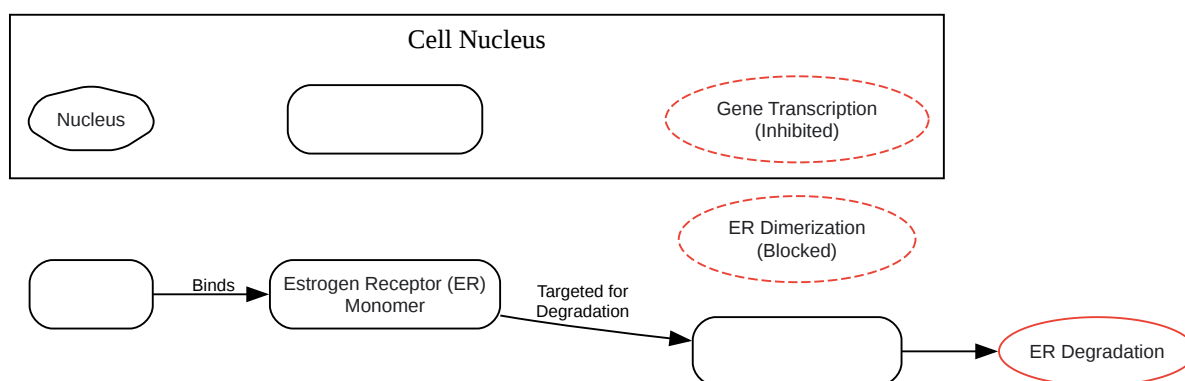 Cell Nucleus
Nucleus
Gene Transcription
(Inhibited)
ER Dimerization
(Blocked)
Binds
Estrogen Receptor (ER)
Monomer
Targeted for
Degradation
ER Degradation